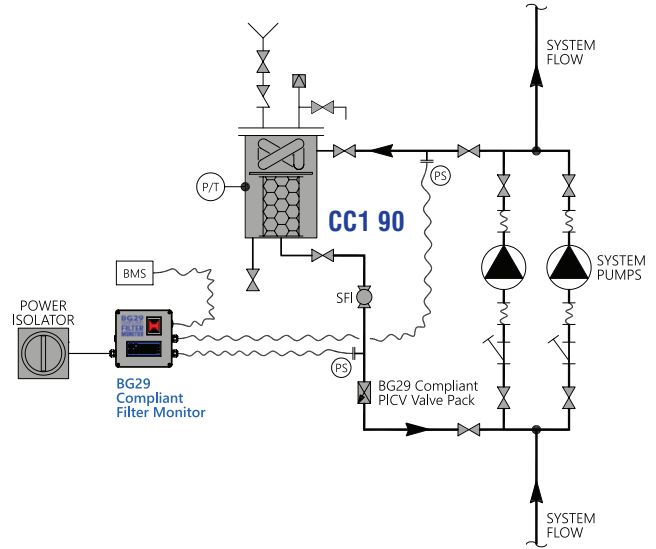 SYSTEM
FLOW
PS
P/T
CC1 90
BMS
SYSTEM
PUMPS
SFI
POWER
ISOLATOR
BG29
FILTER
MONITOR
PS
BG29 Compliant
PICV Valve Pack
BG29
Compliant
Filter Monitor
SYSTEM
FLOW